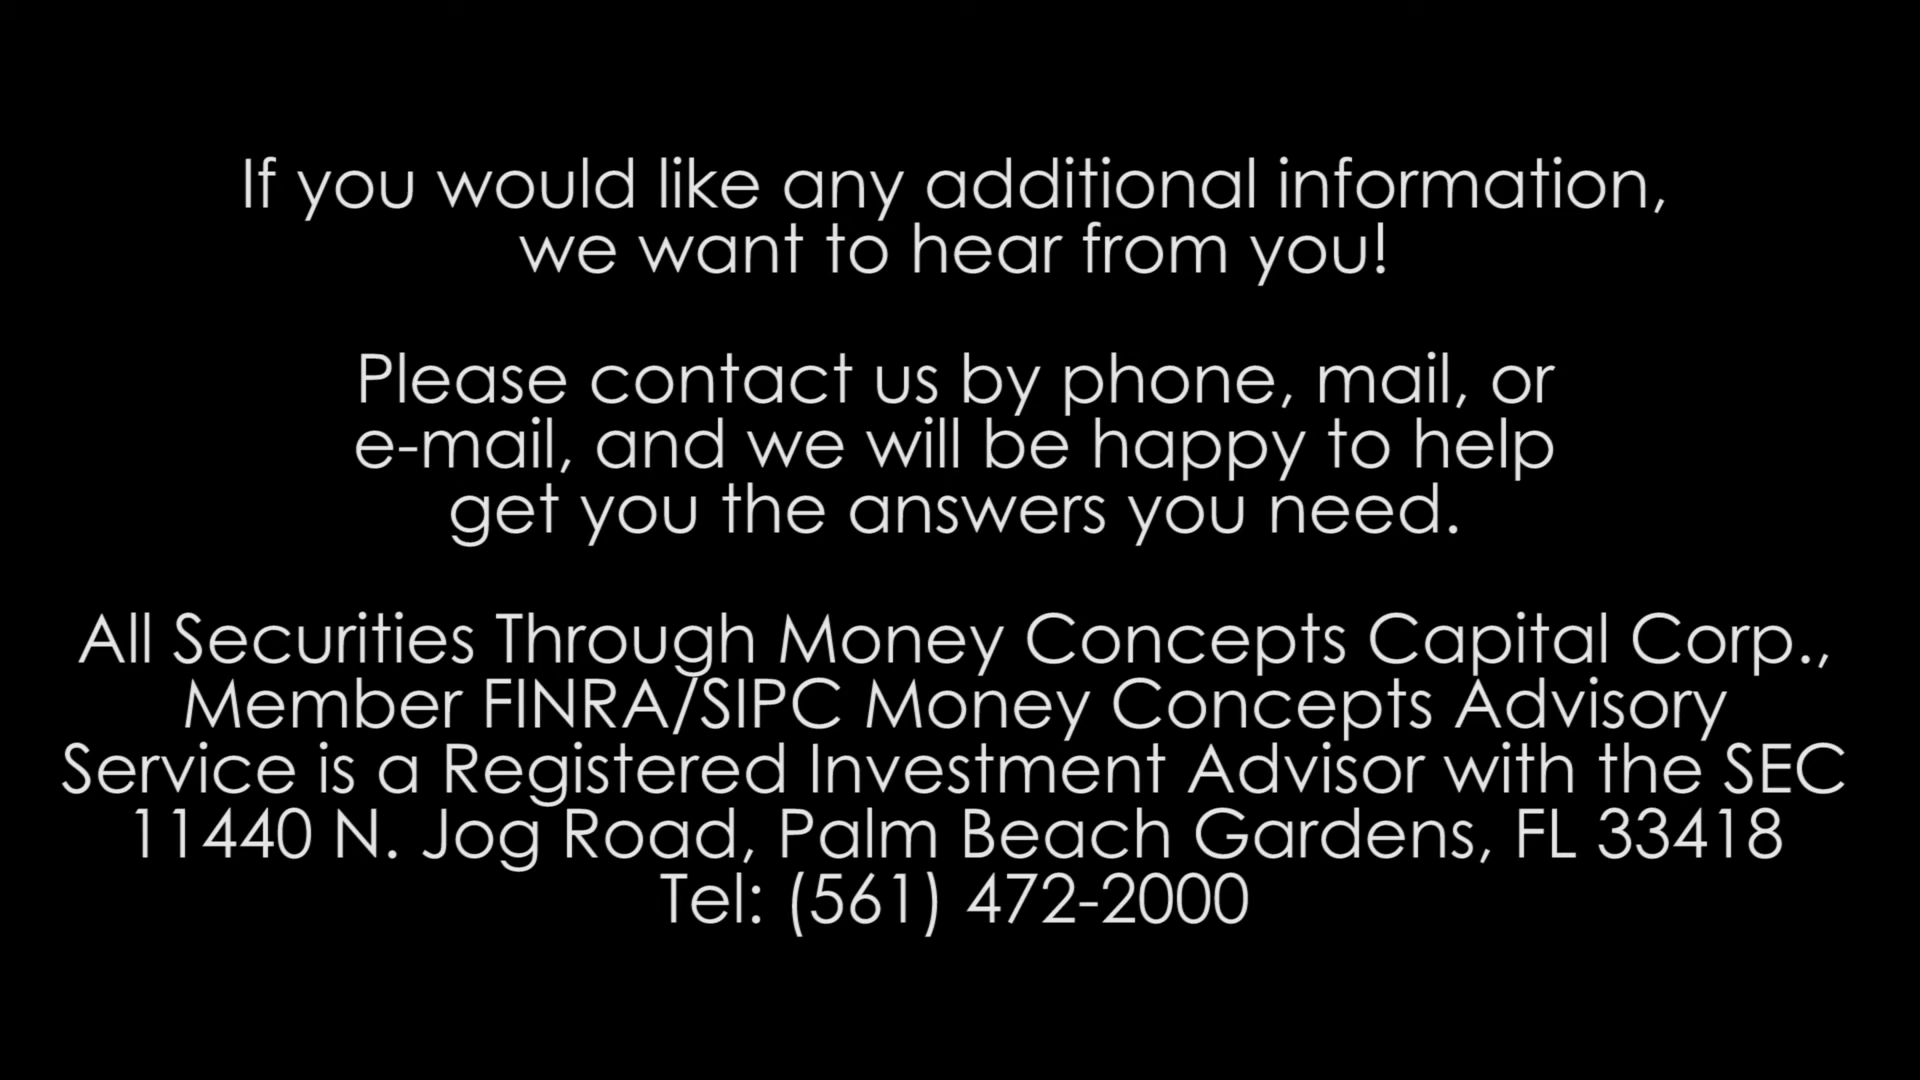 If you would like any additional information,
we want to hear from you!
Please contact us by phone, mail, or
e-mail, and we will be happy to help
get you the answers you need.
All Securities Through Money Concepts Capital Corp.,
Member FINRA/SIPC Money Concepts Advisory
Service is a Registered Investment Advisor with the SEC
11440 N. Jog Road, Palm Beach Gardens, FL 33418
Tel: (561) 472-2000